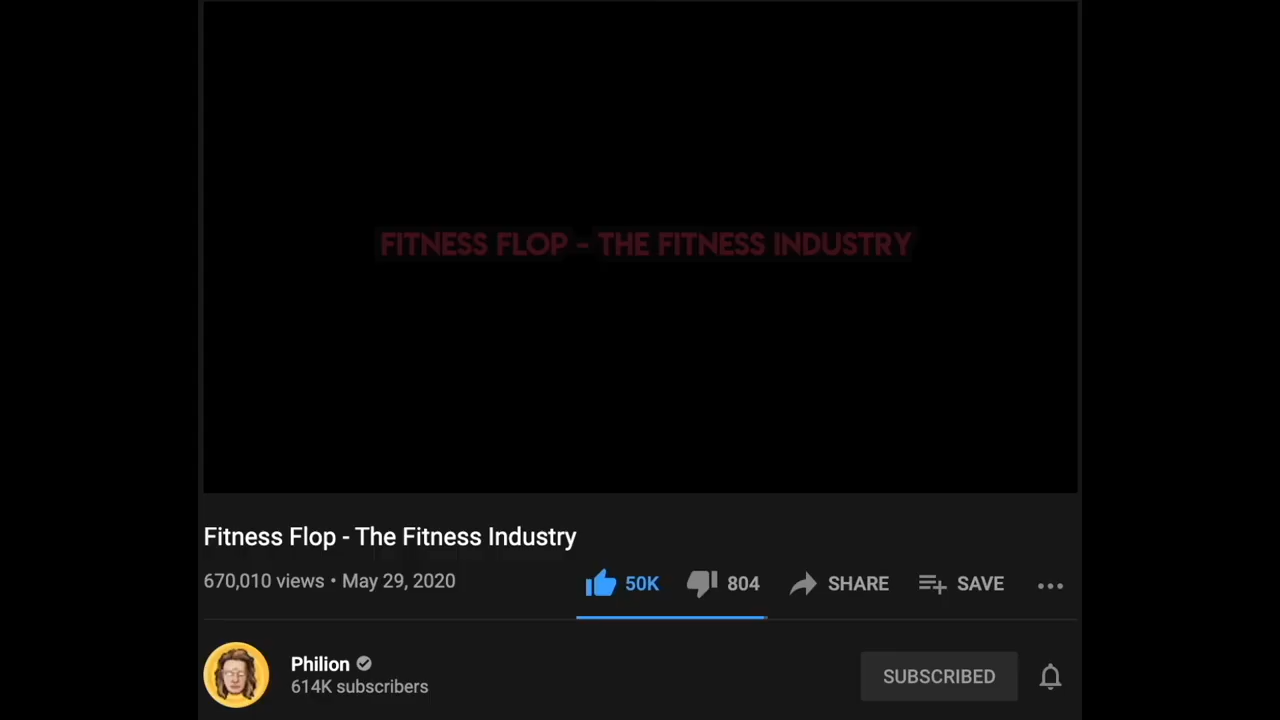 FITNESS FLOP - THE FITNESS INDUSTRY
Fitness Flop - The Fitness Industry
670,010 views • May 29, 2020
50K
804
SHARE
SAVE
Philion
614K subscribers
SUBSCRIBED